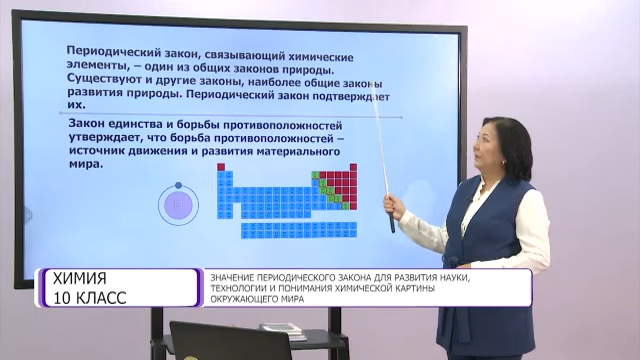 Периодический закон, связывающий химические
элементы, – один из общих законов природы.
Существуют и другие законы, наиболее общие законы
развития природы. Периодический закон подтверждает
их.
Закон единства и борьбы противоположностей
утверждает, что борьба противоположностей –
источник движения и развития материального
мира.
ХИМИЯ
10 КЛАСС
ЗНАЧЕНИЕ ПЕРИОДИЧЕСКОГО ЗАКОНА ДЛЯ РАЗВИТИЯ НАУКИ,
ТЕХНОЛОГИИ И ПОНИМАНИЯ ХИМИЧЕСКОЙ КАРТИНЫ
ОКРУЖАЮЩЕГО МИРА